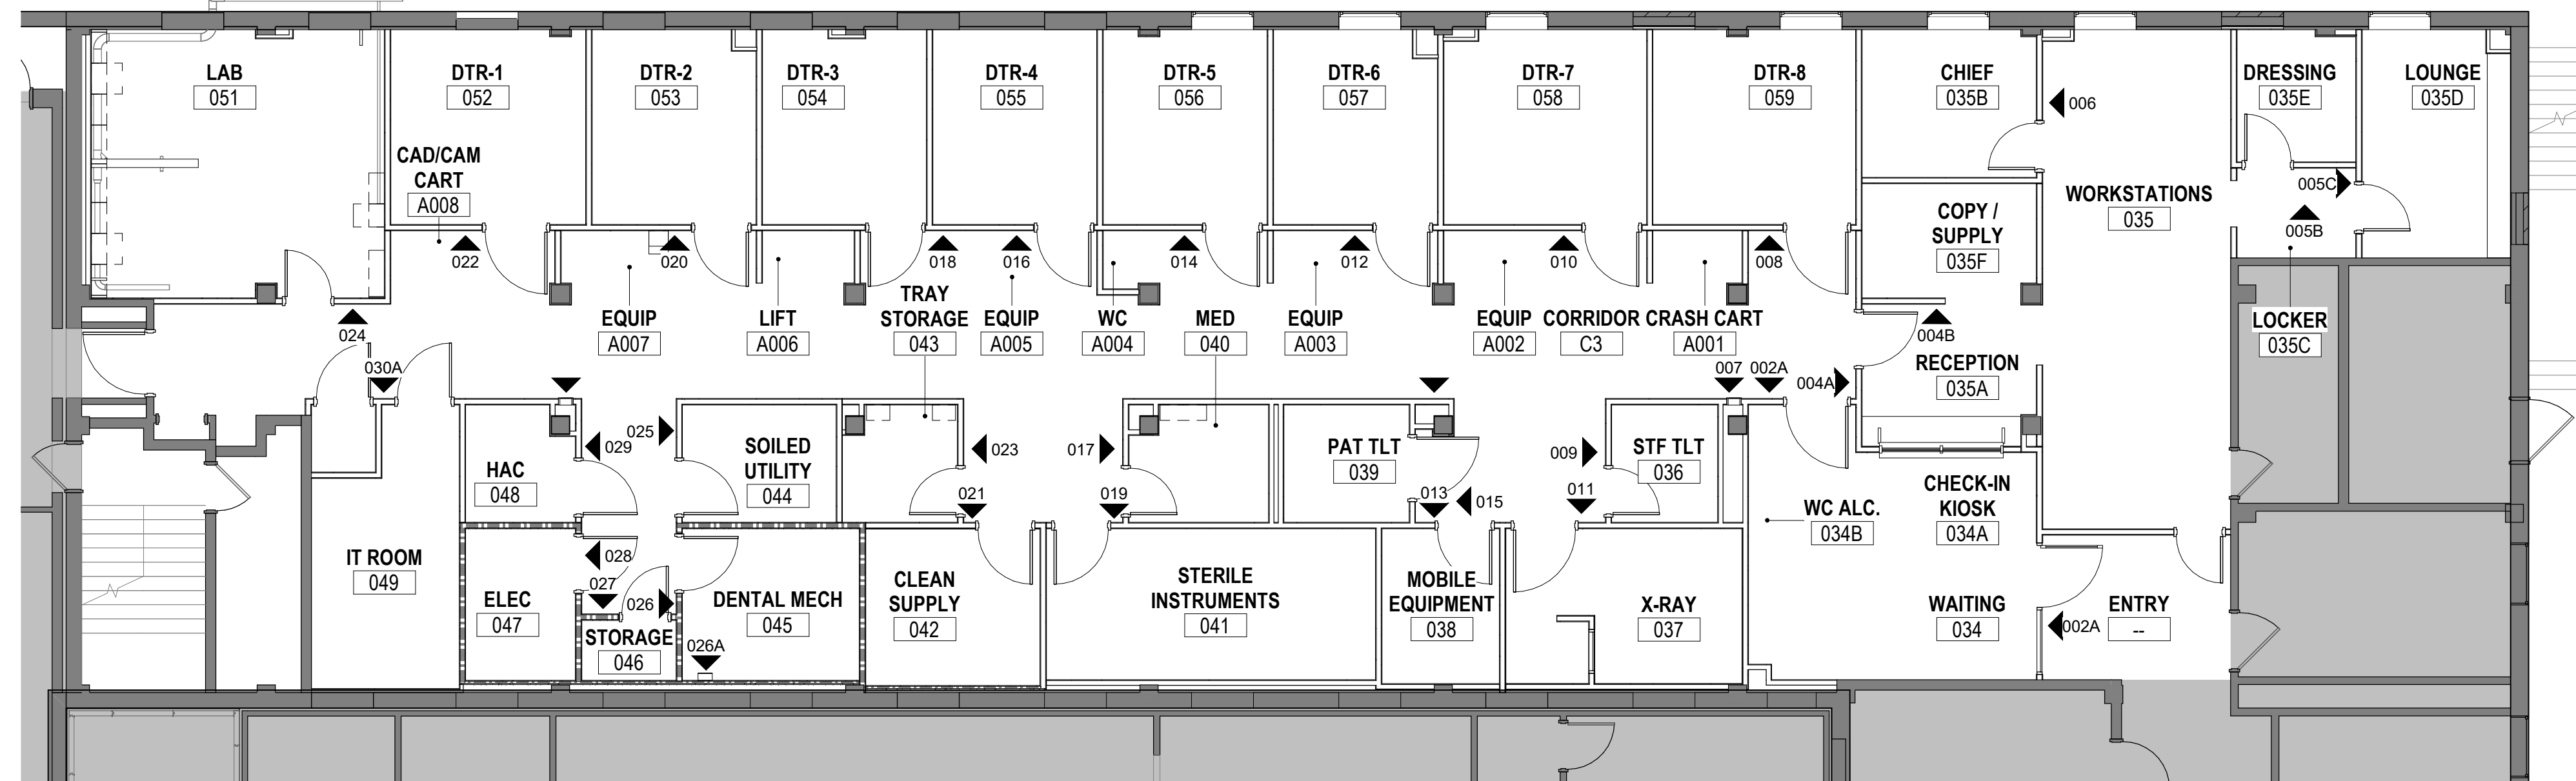 LAB
051
DTR-1
052
DTR-2
053
DTR-3
054
DTR-4
055
DTR-5
056
DTR-6
057
DTR-7
058
DTR-8
059
CHIEF
035B
006
DRESSING
035E
LOUNGE
035D
CAD/CAM
CART
A008
WORKSTATIONS
035
005C
005B
COPY /
SUPPLY
035F
022
020
018
016
014
012
010
008
024
EQUIP
A007
LIFT
A006
TRAY
STORAGE
043
EQUIP
A005
WC
A004
MED
040
EQUIP
A003
EQUIP
A002
CORRIDOR
C3
CRASH CART
A001
004B
LOCKER
035C
030A
007
002A
004A
RECEPTION
035A
029
025
HAC
048
SOILED
UTILITY
044
023
017
PAT TLT
039
009
STF TLT
036
021
019
013
015
011
WC ALC.
034B
CHECK-IN
KIOSK
034A
IT ROOM
049
028
027
026
ELEC
047
STORAGE
046
DENTAL MECH
045
026A
CLEAN
SUPPLY
042
STERILE
INSTRUMENTS
041
MOBILE
EQUIPMENT
038
X-RAY
037
WAITING
034
002A
ENTRY
--